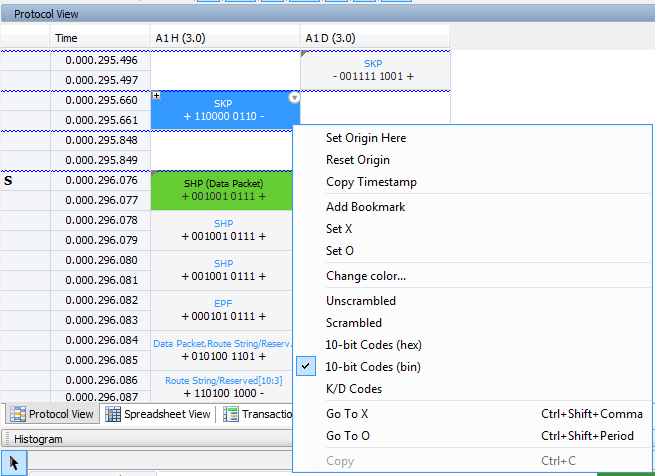 Protocol View
Time A1H (3.0) A1D (3.0)
0.000.295.496 SKP
0.000.295.497 - 001111 1001 +
0.000.295.660 SKP
0.000.295.661 + 110000 0110 -
0.000.295.848
0.000.295.849
S 0.000.296.076 SHP (Data Packet)
0.000.296.077 + 001001 0111 +
0.000.296.078 SHP
0.000.296.079 + 001001 0111 +
0.000.296.080 SHP
0.000.296.081 + 001001 0111 +
0.000.296.082 EPF
0.000.296.083 + 000101 0111 +
0.000.296.084 Data Packet,Route String/Reserv
0.000.296.085 + 010100 1101 +
0.000.296.086 Route String/Reserved[10:3]
0.000.296.087 + 110100 1000 -
Set Origin Here
Reset Origin
Copy Timestamp
Add Bookmark
Set X
Set O
Change color...
Unscrambled
Scrambled
10-bit Codes (hex)
10-bit Codes (bin)
K/D Codes
Go To X Ctrl+Shift+Comma
Go To O Ctrl+Shift+Period
Copy Ctrl+C
Protocol View Spreadsheet View Transaction
Histogram